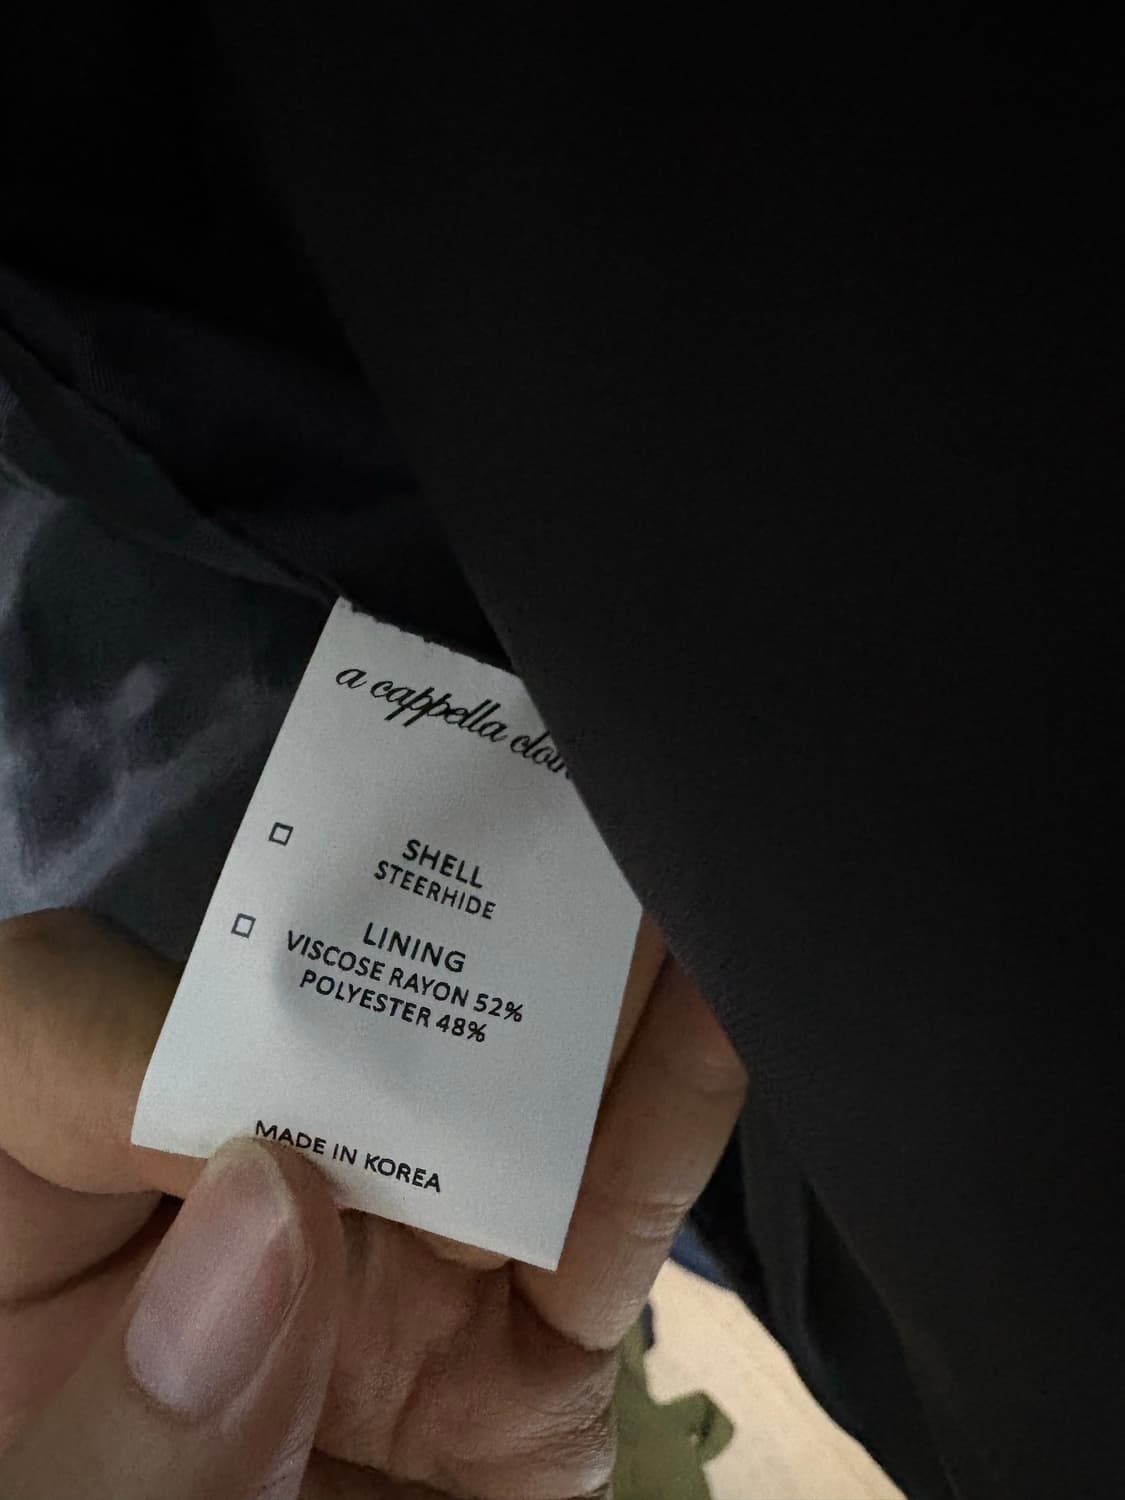 a cappella
SHELL
STEERHIDE
LINING
VISCOSE RAYON 52%
POLYESTER 48%
MADE IN KOREA